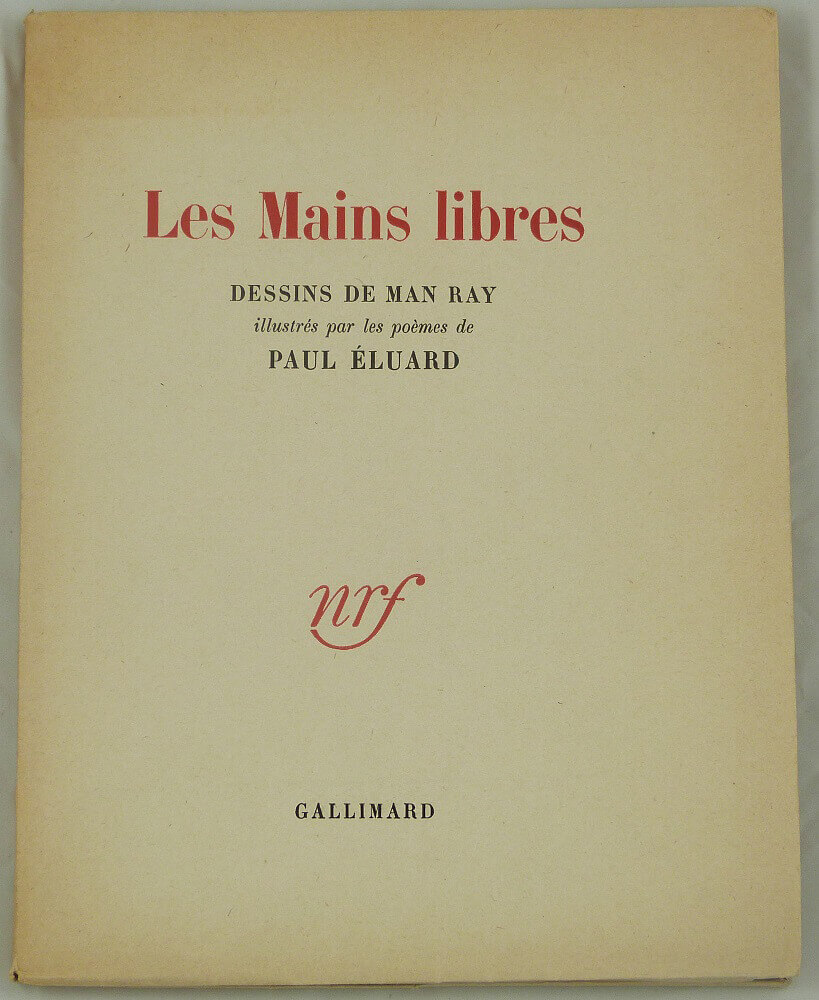 Les Mains libres
DESSINS DE MAN RAY
illustrés par les poèmes de
PAUL ÉLUARD
nrf
GALLIMARD